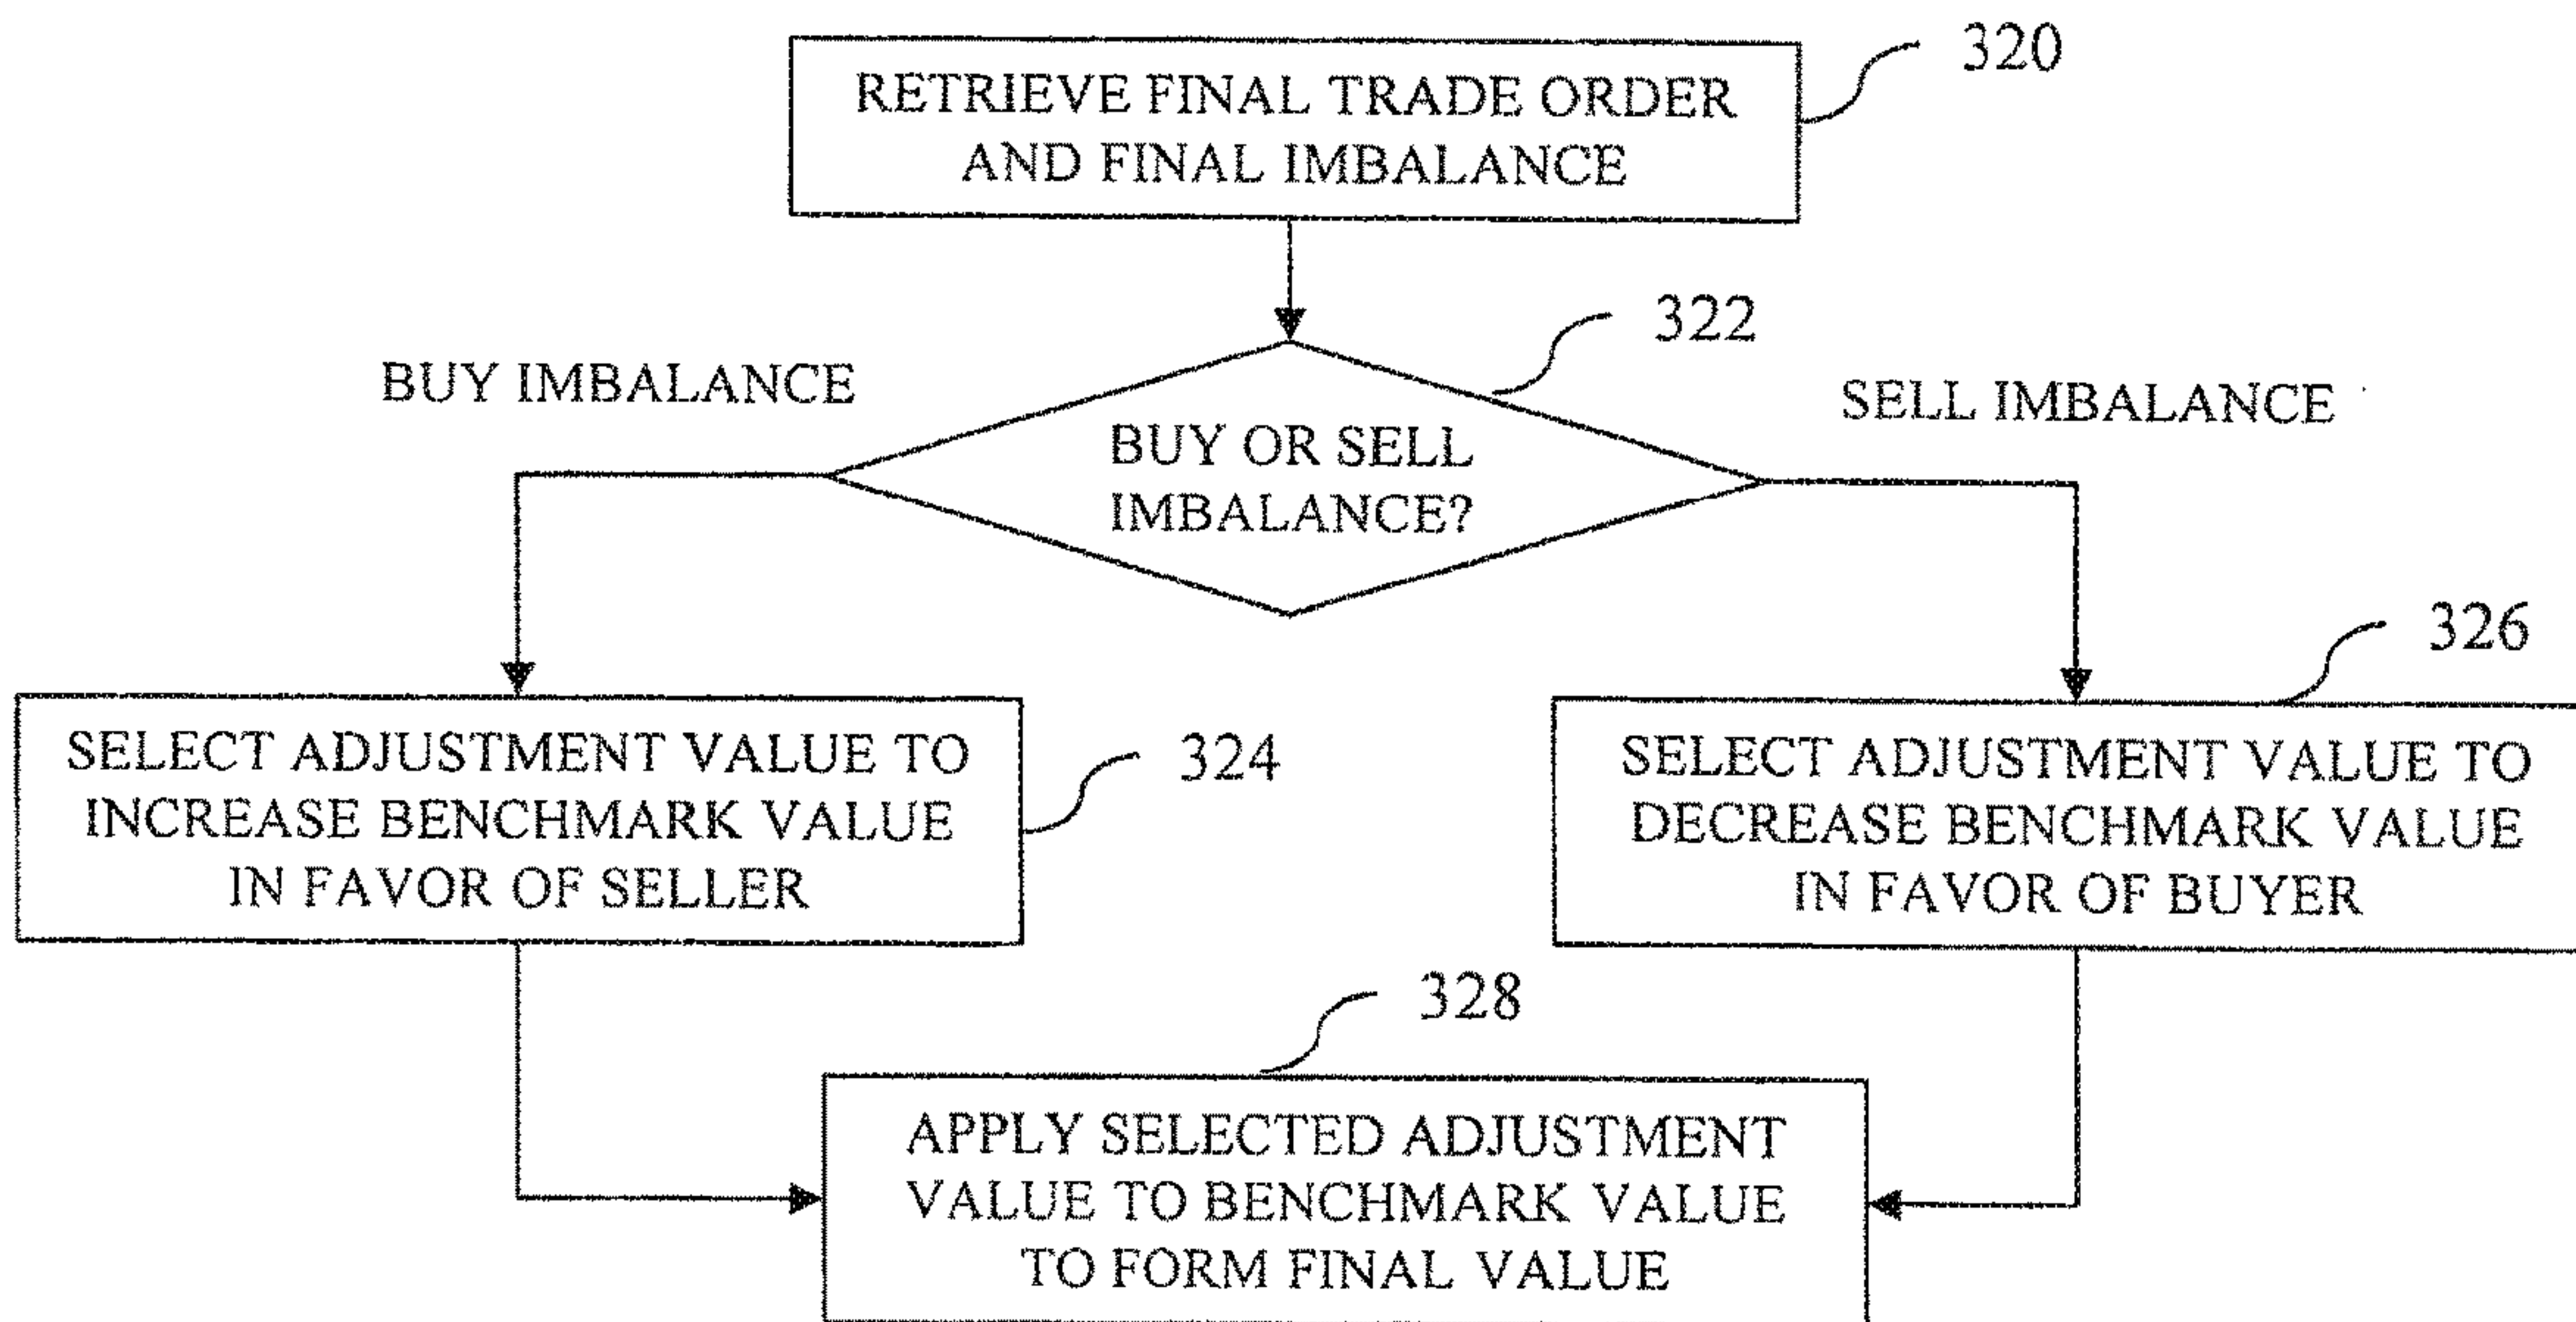 320
RETRIEVE FINAL TRADE ORDER
AND FINAL IMBALANCE
322
BUY IMBALANCE
SELL IMBALANCE
BUY OR SELL
IMBALANCE?
326
SELECT ADJUSTMENT VALUE TO
INCREASE BENCHMARK VALUE
IN FAVOR OF SELLER
324
SELECT ADJUSTMENT VALUE TO
DECREASE BENCHMARK VALUE
IN FAVOR OF BUYER
328
APPLY SELECTED ADJUSTMENT
VALUE TO BENCHMARK VALUE
TO FORM FINAL VALUE